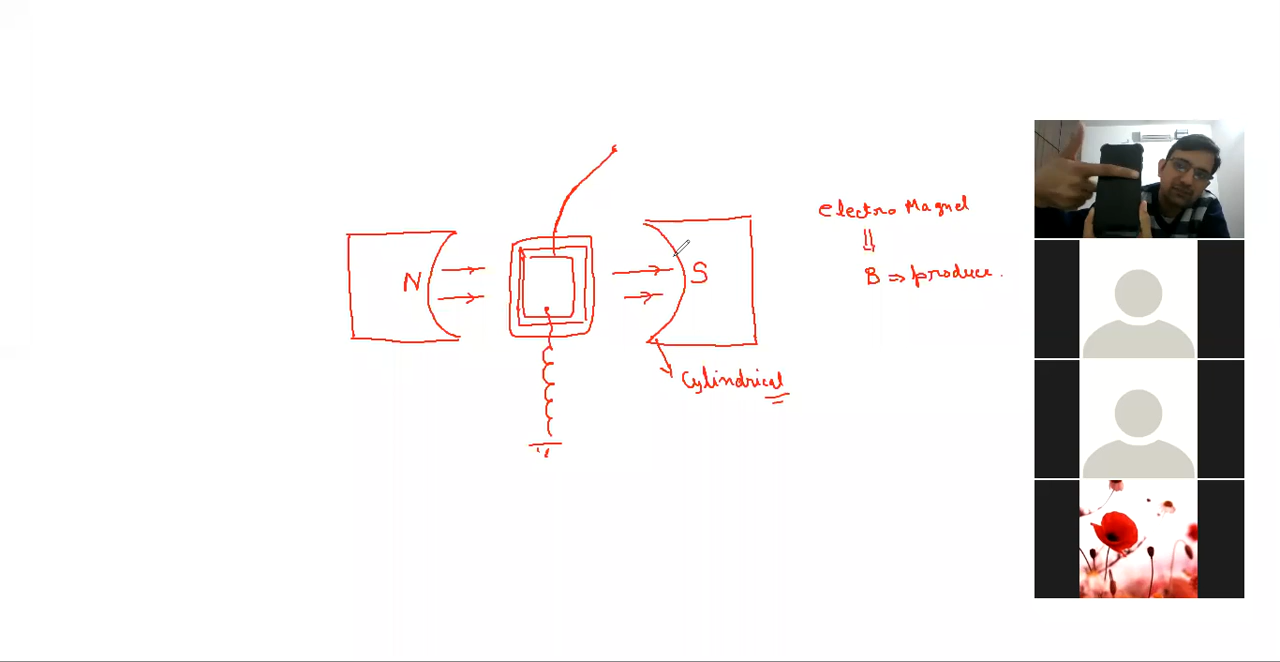 electro Magnet
B ⇒ produce.
N
S
Cylindrical